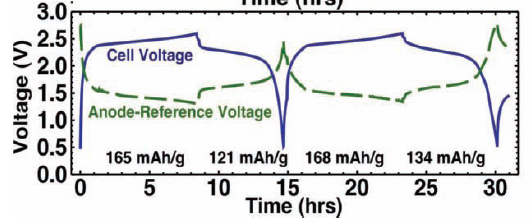 Time (hrs)
3.0
2.5
2.0
1.5
1.0
0.5
0.0
Voltage (V)
Cell Voltage
Anode-Reference Voltage
165 mAh/g 121 mAh/g 168 mAh/g 134 mAh/g
0 5 10 15 20 25 30
Time (hrs)